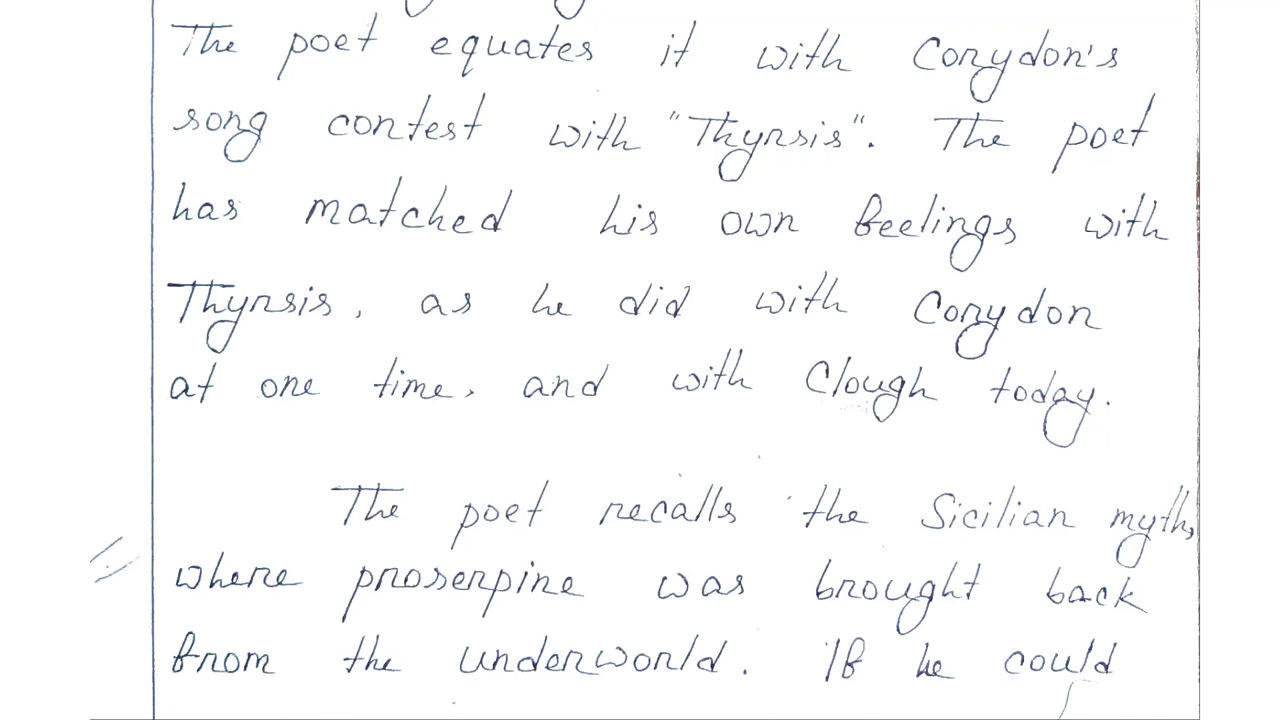 The poet equates it with Corydon's
song contest with "Thyrsis". The poet
has matched his own feelings with
Thyrsis, as he did with Corydon
at one time, and with Clough today.
The poet recalls the Sicilian myth,
where proserpine was brought back
from the underworld. If he could